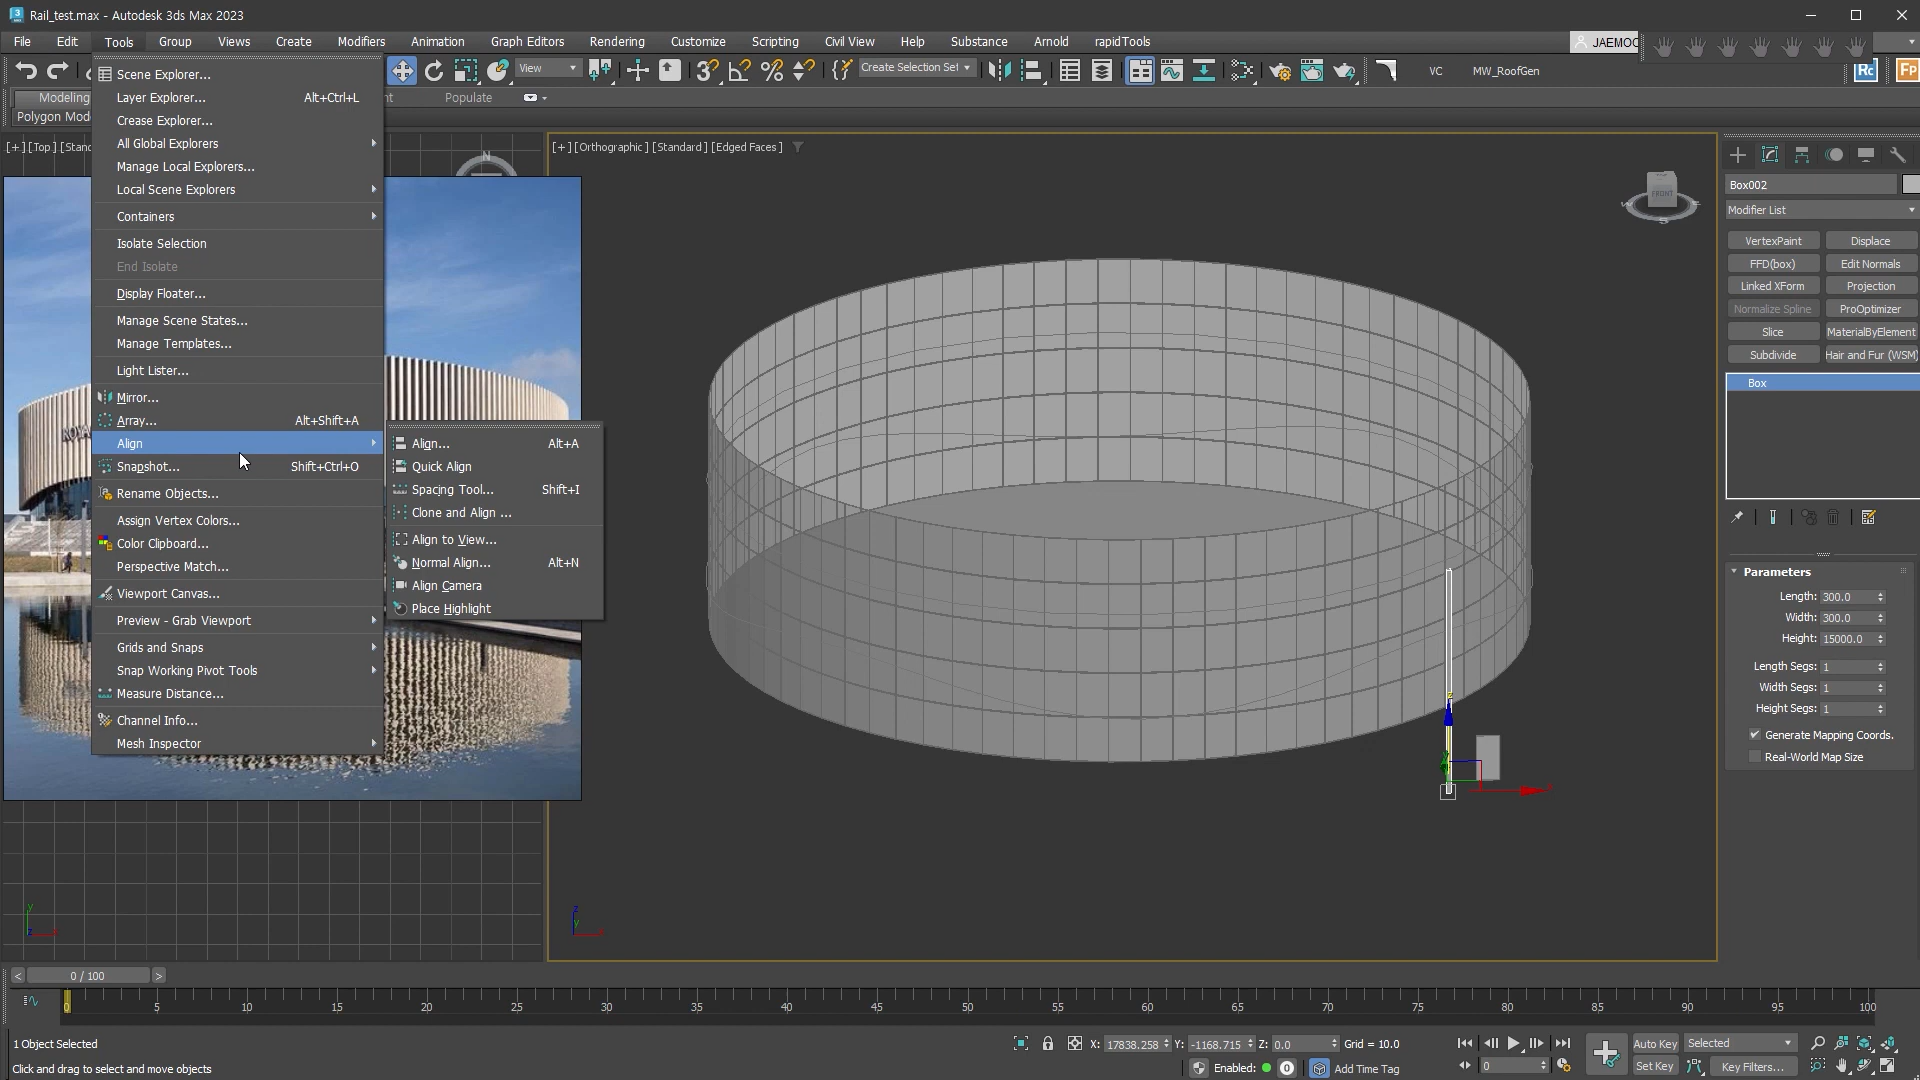 Rail_test.max - Autodesk 3ds Max 2023
File Edit Tools Group Views Create Modifiers Animation Graph Editors Rendering Customize Scripting Civil View Help Substance Arnold rapidTools
JAEMOO
View
Create Selection Set
VC MW_RoofGen
Rc Fp
Modeling
Populate
Polygon Mod
[+][Top][Stand
Scene Explorer...
Layer Explorer... Alt+Ctrl+L
Crease Explorer...
All Global Explorers
Manage Local Explorers...
Local Scene Explorers
Containers
Isolate Selection
End Isolate
Display Floater...
Manage Scene States...
Manage Templates...
Light Lister...
Mirror...
Array... Alt+Shift+A
Align
Snapshot... Shift+Ctrl+O
Rename Objects...
Assign Vertex Colors...
Color Clipboard...
Perspective Match...
Viewport Canvas...
Preview - Grab Viewport
Grids and Snaps
Snap Working Pivot Tools
Measure Distance...
Channel Info...
Mesh Inspector
Align... Alt+A
Quick Align
Spacing Tool... Shift+I
Clone and Align ...
Align to View...
Normal Align... Alt+N
Align Camera
Place Highlight
ROYA
N
[+][Orthographic][Standard][Edged Faces]
FRONT
S
Box002
Modifier List
VertexPaint Displace
FFD(box) Edit Normals
Linked XForm Projection
Normalize Spline ProOptimizer
Slice MaterialByElement
Subdivide Hair and Fur (WSM)
Box
Parameters
Length: 300.0
Width: 300.0
Height: 15000.0
Length Segs: 1
Width Segs: 1
Height Segs: 1
Generate Mapping Coords.
Real-World Map Size
z
y
z
y
< 0 / 100 >
0 5 10 15 20 25 30 35 40 45 50 55 60 65 70 75 80 85 90 95 100
1 Object Selected
X: 17838.258 Y: -1168.715 Z: 0.0 Grid = 10.0
Auto Key Selected
Click and drag to select and move objects
Enabled: 0 Add Time Tag
0
Set Key Key Filters...